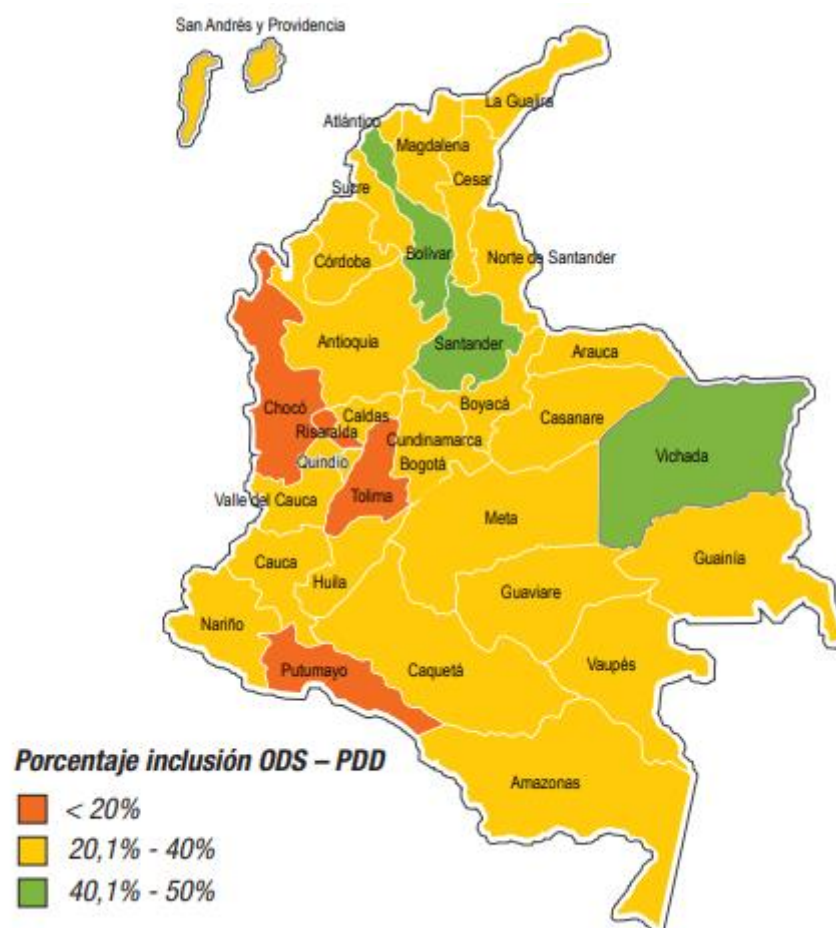 San Andrés y Providencia
La Guajira
Atlántico
Magdalena
Cesar
Sucre
Bolívar
Norte de Santander
Córdoba
Antioquia
Santander
Arauca
Chocó
Caldas
Boyacá
Casanare
Risaralda
Cundinamarca
Quindío
Bogotá
Vichada
Valle del Cauca
Tolima
Meta
Cauca
Huila
Guainía
Guaviare
Nariño
Putumayo
Caquetá
Vaupés
Amazonas
Porcentaje inclusión ODS – PDD
< 20%
20,1% - 40%
40,1% - 50%